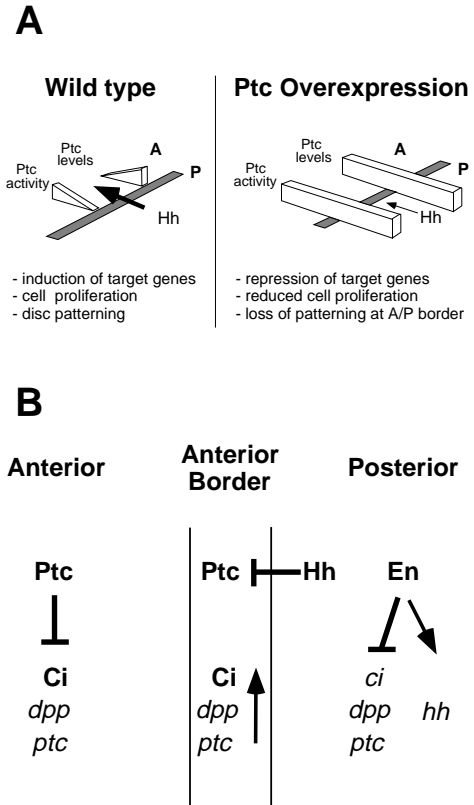 A
Wild type
Ptc
levels
Ptc
activity
A
P
Hh
- induction of target genes
- cell proliferation
- disc patterning
Ptc Overexpression
Ptc
levels
Ptc
activity
A
P
Hh
- repression of target genes
- reduced cell proliferation
- loss of patterning at A/P border
B
Anterior
Anterior
Border
Posterior
Ptc
Ptc
Hh
En
Ci
dpp
ptc
Ci
dpp
ptc
ci
dpp
ptc
hh